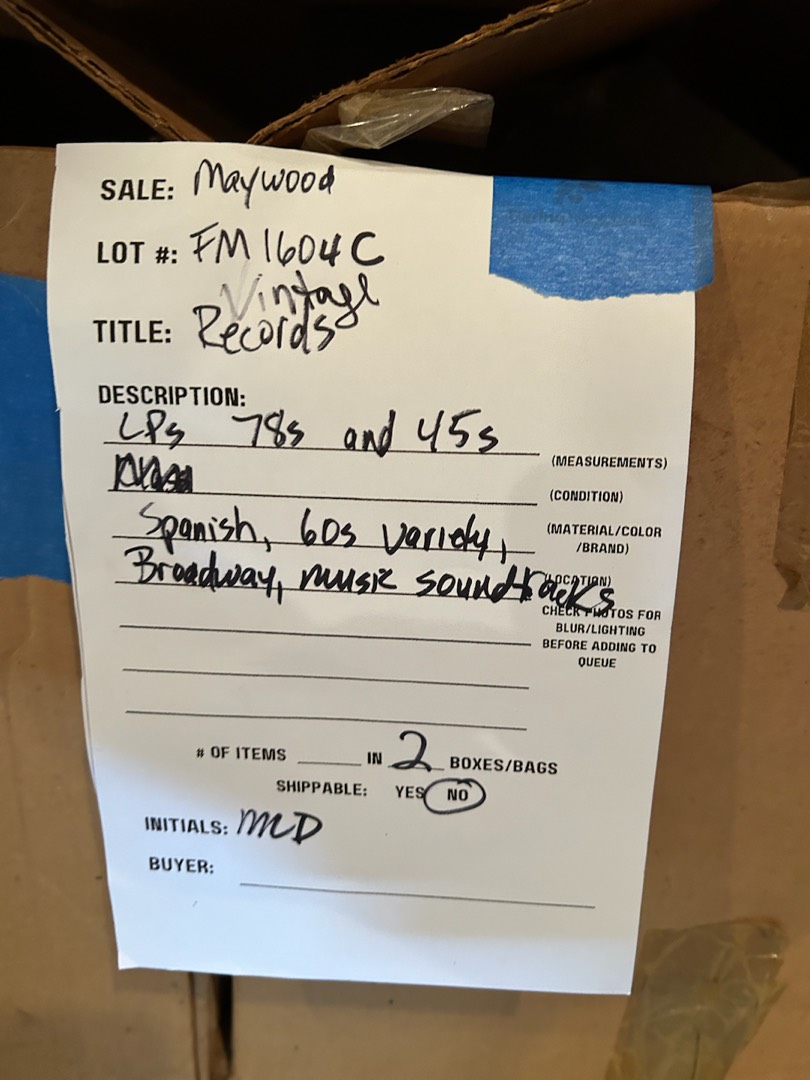 SALE: Maywood
LOT #: FM1604C
Vintage
TITLE: Records
DESCRIPTION:
LPs 78s and 45s
(MEASUREMENTS)
(CONDITION)
Spanish, 60s variety,
(MATERIAL/COLOR
/BRAND)
Broadway, music soundtracks
(LOCATION)
CHECK PHOTOS FOR
BLUR/LIGHTING
BEFORE ADDING TO
QUEUE
# OF ITEMS ____ IN 2 BOXES/BAGS
SHIPPABLE: YES NO
INITIALS: MD
BUYER: